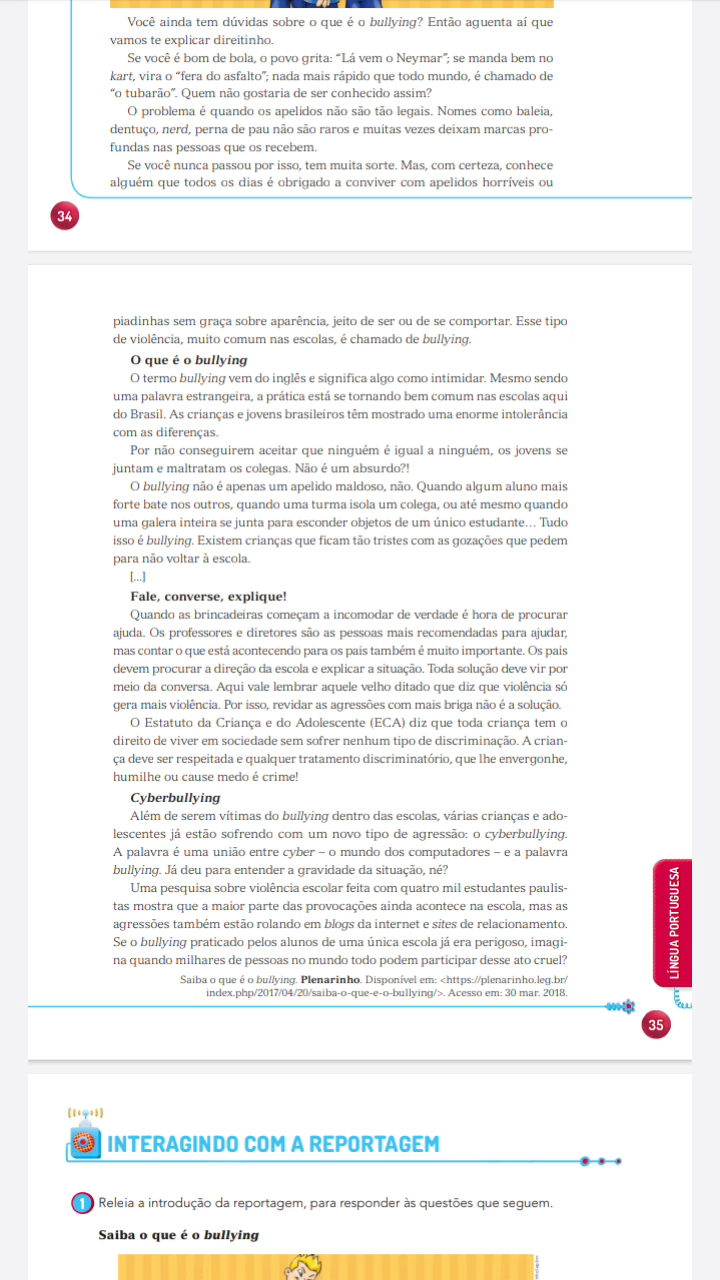 Você ainda tem dúvidas sobre o que é o bullying? Então aguenta aí que
vamos te explicar direitinho.
Se você é bom de bola, o povo grita: "Lá vem o Neymar"; se manda bem no
kart, vira o "fera do asfalto"; nada mais rápido que todo mundo, é chamado de
"o tubarão". Quem não gostaria de ser conhecido assim?
O problema é quando os apelidos não são tão legais. Nomes como baleia,
dentuço, nerd, perna de pau não são raros e muitas vezes deixam marcas pro-
fundas nas pessoas que os recebem.
Se você nunca passou por isso, tem muita sorte. Mas, com certeza, conhece
alguém que todos os dias é obrigado a conviver com apelidos horríveis ou
34
piadinhas sem graça sobre aparência, jeito de ser ou de se comportar. Esse tipo
de violência, muito comum nas escolas, é chamado de bullying.
O que é o bullying
O termo bullying vem do inglês e significa algo como intimidar. Mesmo sendo
uma palavra estrangeira, a prática está se tornando bem comum nas escolas aqui
do Brasil. As crianças e jovens brasileiros têm mostrado uma enorme intolerância
com as diferenças.
Por não conseguirem aceitar que ninguém é igual a ninguém, os jovens se
juntam e maltratam os colegas. Não é um absurdo?!
O bullying não é apenas um apelido maldoso, não. Quando algum aluno mais
forte bate nos outros, quando uma turma isola um colega, ou até mesmo quando
uma galera inteira se junta para esconder objetos de um único estudante… Tudo
isso é bullying. Existem crianças que ficam tão tristes com as gozações que pedem
para não voltar à escola.
[...]
Fale, converse, explique!
Quando as brincadeiras começam a incomodar de verdade é hora de procurar
ajuda. Os professores e diretores são as pessoas mais recomendadas para ajudar,
mas contar o que está acontecendo para os pais também é muito importante. Os pais
devem procurar a direção da escola e explicar a situação. Toda solução deve vir por
meio da conversa. Aqui vale lembrar aquele velho ditado que diz que violência só
gera mais violência. Por isso, revidar as agressões com mais briga não é a solução.
O Estatuto da Criança e do Adolescente (ECA) diz que toda criança tem o
direito de viver em sociedade sem sofrer nenhum tipo de discriminação. A crian-
ça deve ser respeitada e qualquer tratamento discriminatório, que lhe envergonhe,
humilhe ou cause medo é crime!
Cyberbullying
Além de serem vítimas do bullying dentro das escolas, várias crianças e ado-
lescentes já estão sofrendo com um novo tipo de agressão: o cyberbullying.
A palavra é uma união entre cyber – o mundo dos computadores – e a palavra
bullying. Já deu para entender a gravidade da situação, né?
Uma pesquisa sobre violência escolar feita com quatro mil estudantes paulis-
tas mostra que a maior parte das provocações ainda acontece na escola, mas as
agressões também estão rolando em blogs da internet e sites de relacionamento.
Se o bullying praticado pelos alunos de uma única escola já era perigoso, imagi-
na quando milhares de pessoas no mundo todo podem participar desse ato cruel?
Saiba o que é o bullying. Plenarinho. Disponível em: <https://plenarinho.leg.br/
index.php/2017/04/20/saiba-o-que-e-o-bullying/>. Acesso em: 30 mar. 2018.
LÍNGUA PORTUGUESA
35
INTERAGINDO COM A REPORTAGEM
1 Releia a introdução da reportagem, para responder às questões que seguem.
Saiba o que é o bullying